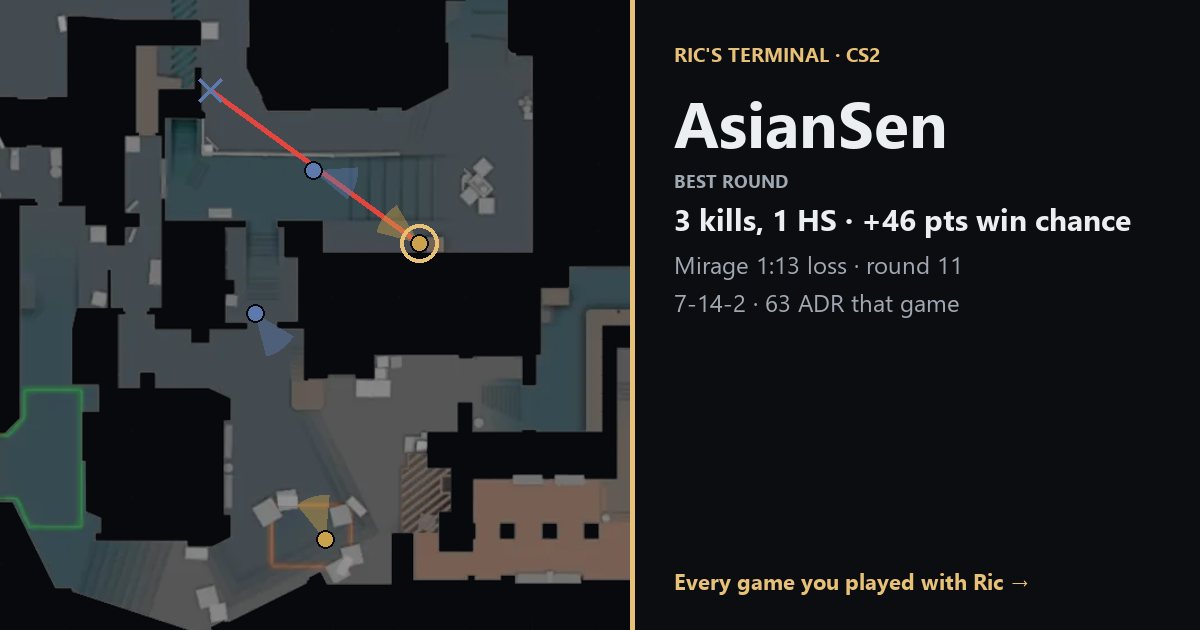 RIC'S TERMINAL · CS2
AsianSen
BEST ROUND
3 kills, 1 HS · +46 pts win chance
Mirage 1:13 loss · round 11
7-14-2 · 63 ADR that game
Every game you played with Ric →